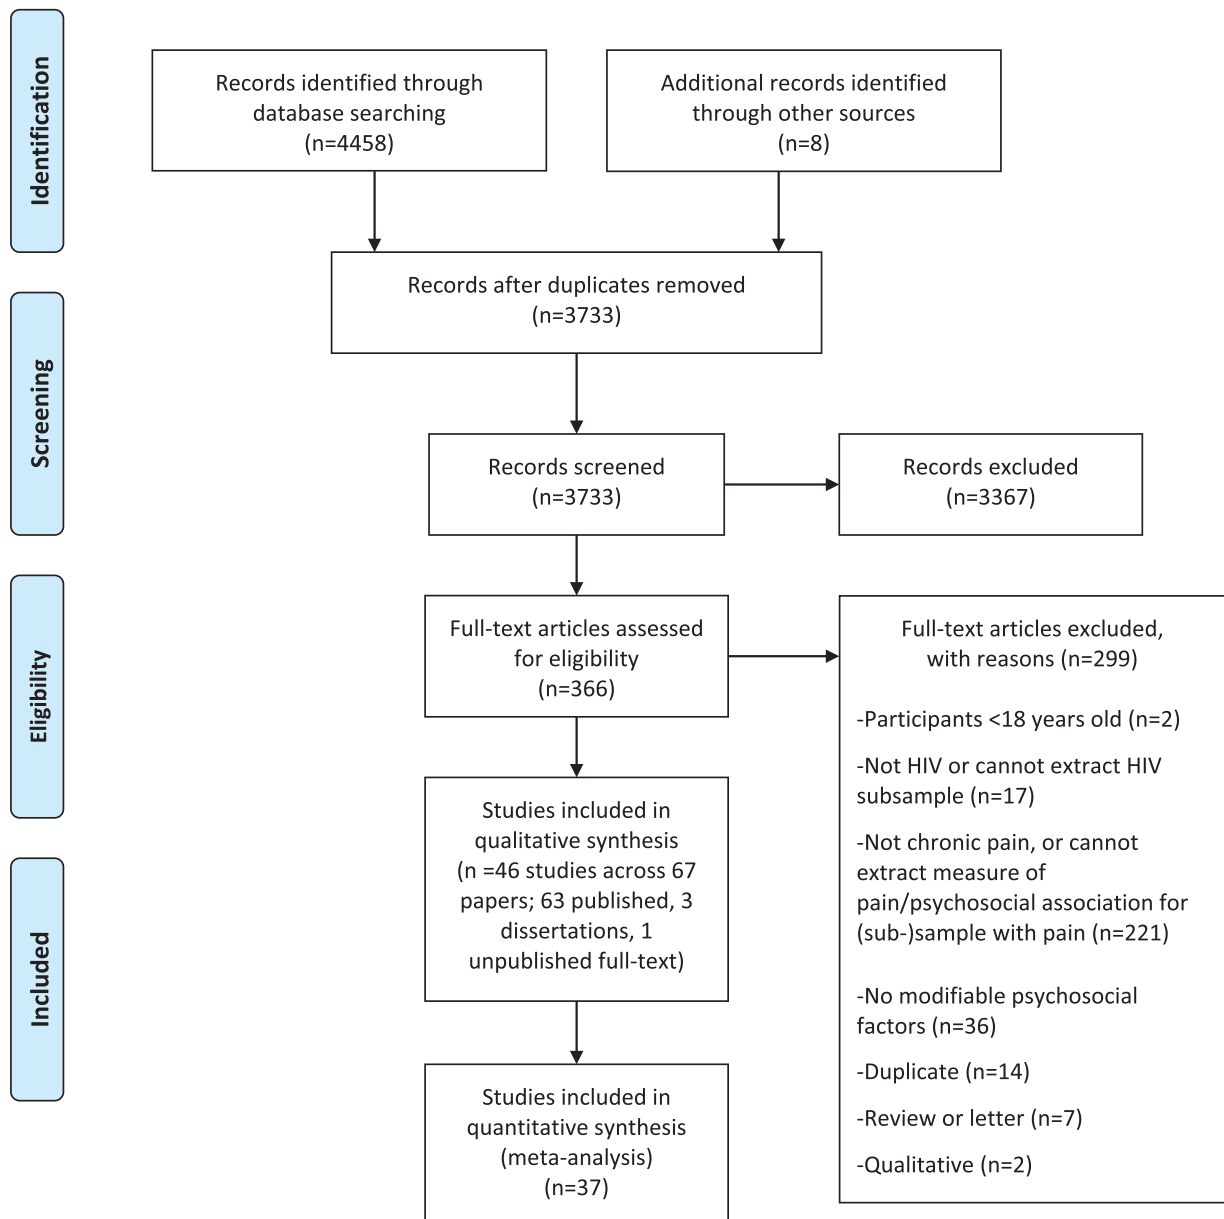 Identification
Records identified through
database searching
(n=4458)
Additional records identified
through other sources
(n=8)
Records after duplicates removed
(n=3733)
Screening
Records screened
(n=3733)
Records excluded
(n=3367)
Eligibility
Full-text articles assessed
for eligibility
(n=366)
Full-text articles excluded,
with reasons (n=299)
-Participants <18 years old (n=2)
-Not HIV or cannot extract HIV
subsample (n=17)
-Not chronic pain, or cannot
extract measure of
pain/psychosocial association for
(sub-)sample with pain (n=221)
-No modifiable psychosocial
factors (n=36)
-Duplicate (n=14)
-Review or letter (n=7)
-Qualitative (n=2)
Included
Studies included in
qualitative synthesis
(n =46 studies across 67
papers; 63 published, 3
dissertations, 1
unpublished full-text)
Studies included in
quantitative synthesis
(meta-analysis)
(n=37)